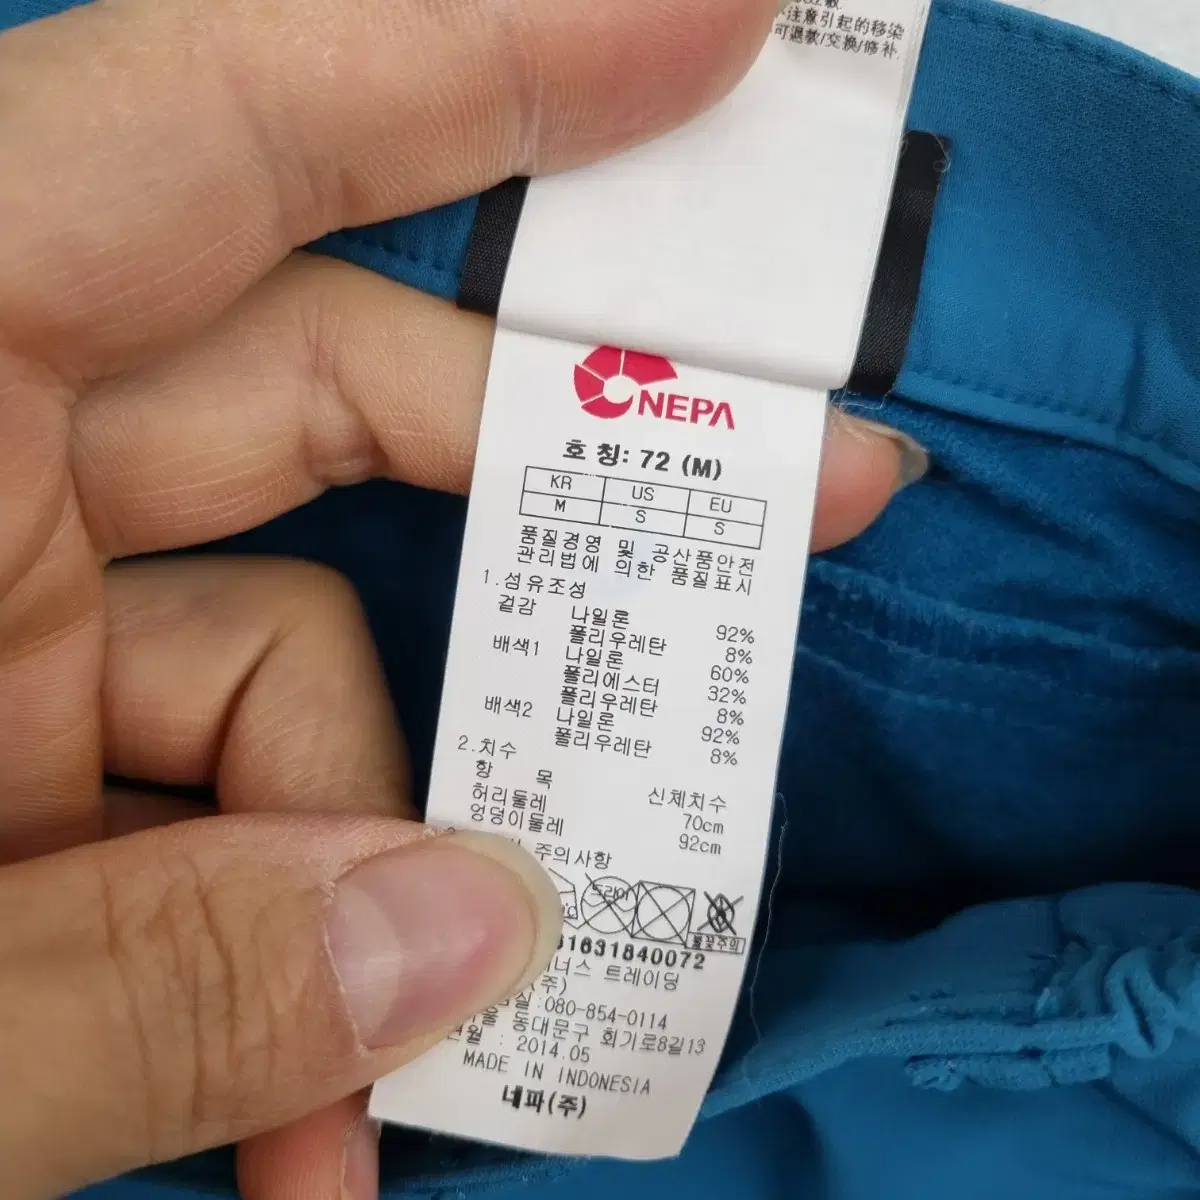 注意引起的移染
可退款/交换/修补.
NEPA
호 칭: 72 (M)
KR US EU
M S S
품질경영 및 공산품안전
관리법에 의한 품질표시
1.섬유조성
겉감 나일론 92%
폴리우레탄 8%
배색1 나일론 60%
폴리에스터 32%
폴리우레탄 8%
배색2 나일론 92%
폴리우레탄 8%
2.치수
항 목 신체치수
허리둘레 70cm
엉덩이둘레 92cm
주의사항
드라이
불꽃주의
31631840072
트레이딩
(주)
:080-854-0114
동대문구 회기로8길13
: 2014.05
MADE IN INDONESIA
네파(주)